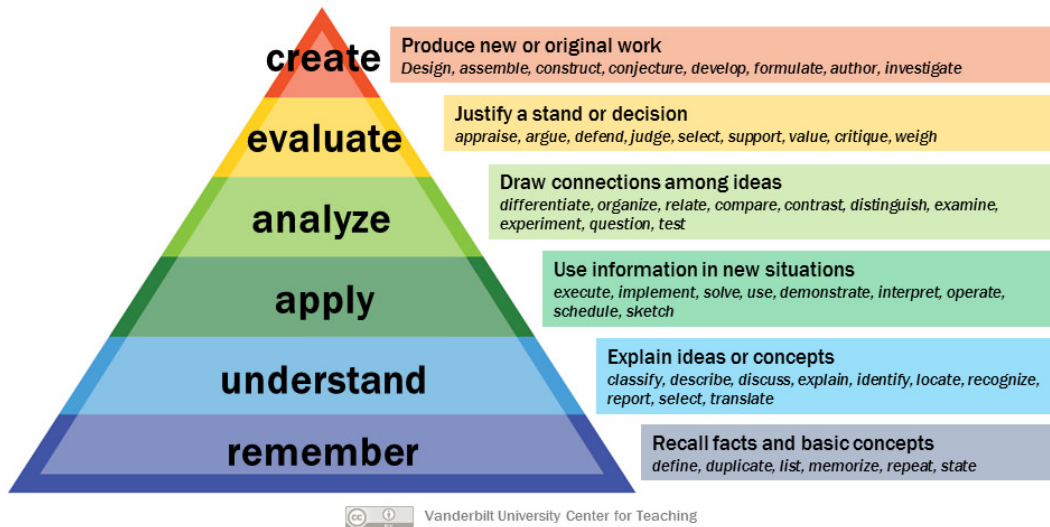 create
Produce new or original work
Design, assemble, construct, conjecture, develop, formulate, author, investigate
evaluate
Justify a stand or decision
appraise, argue, defend, judge, select, support, value, critique, weigh
analyze
Draw connections among ideas
differentiate, organize, relate, compare, contrast, distinguish, examine,
experiment, question, test
apply
Use information in new situations
execute, implement, solve, use, demonstrate, interpret, operate,
schedule, sketch
understand
Explain ideas or concepts
classify, describe, discuss, explain, identify, locate, recognize,
report, select, translate
remember
Recall facts and basic concepts
define, duplicate, list, memorize, repeat, state
cc
Vanderbilt University Center for Teaching